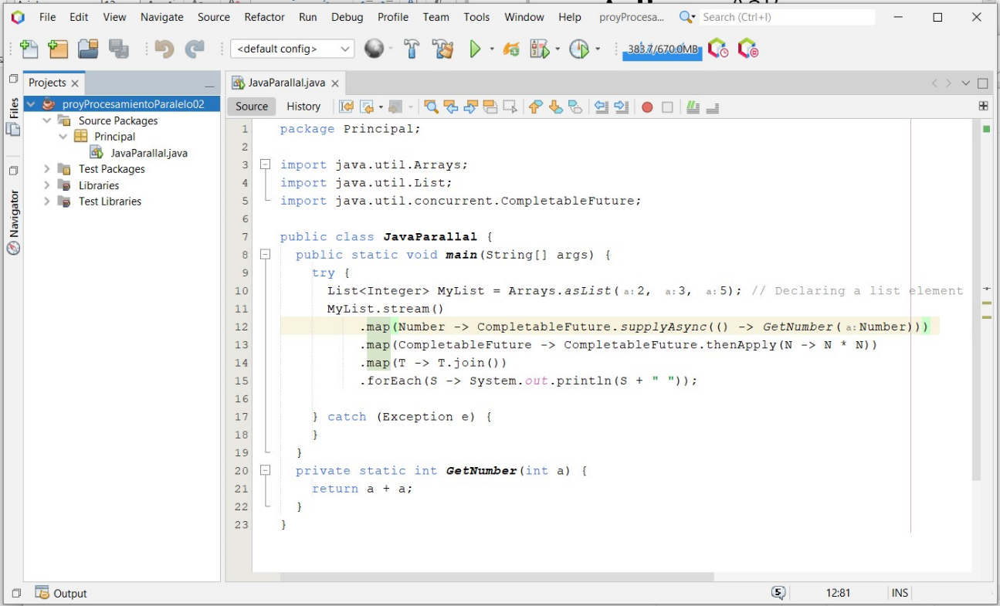 File Edit View Navigate Source Refactor Run Debug Profile Team Tools Window Help proyProcesa... Search (Ctrl+I)
<default config> 383.7/670.0MB
Projects
JavaParallal.java
Files
Navigator
proyProcesamientoParalelo02
Source Packages
Principal
JavaParallal.java
Test Packages
Libraries
Test Libraries
Source History
1 package Principal;
2
3 import java.util.Arrays;
4 import java.util.List;
5 import java.util.concurrent.CompletableFuture;
6
7 public class JavaParallal {
8 public static void main(String[] args) {
9 try {
10 List<Integer> MyList = Arrays.asList( a: 2, a: 3, a: 5); // Declaring a list element
11 MyList.stream()
12 .map(Number -> CompletableFuture.supplyAsync(() -> GetNumber( a: Number)))
13 .map(CompletableFuture -> CompletableFuture.thenApply(N -> N * N))
14 .map(T -> T.join())
15 .forEach(S -> System.out.println(S + " "));
16
17 } catch (Exception e) {
18 }
19 }
20 private static int GetNumber(int a) {
21 return a + a;
22 }
23 }
Output
5
12:81 INS